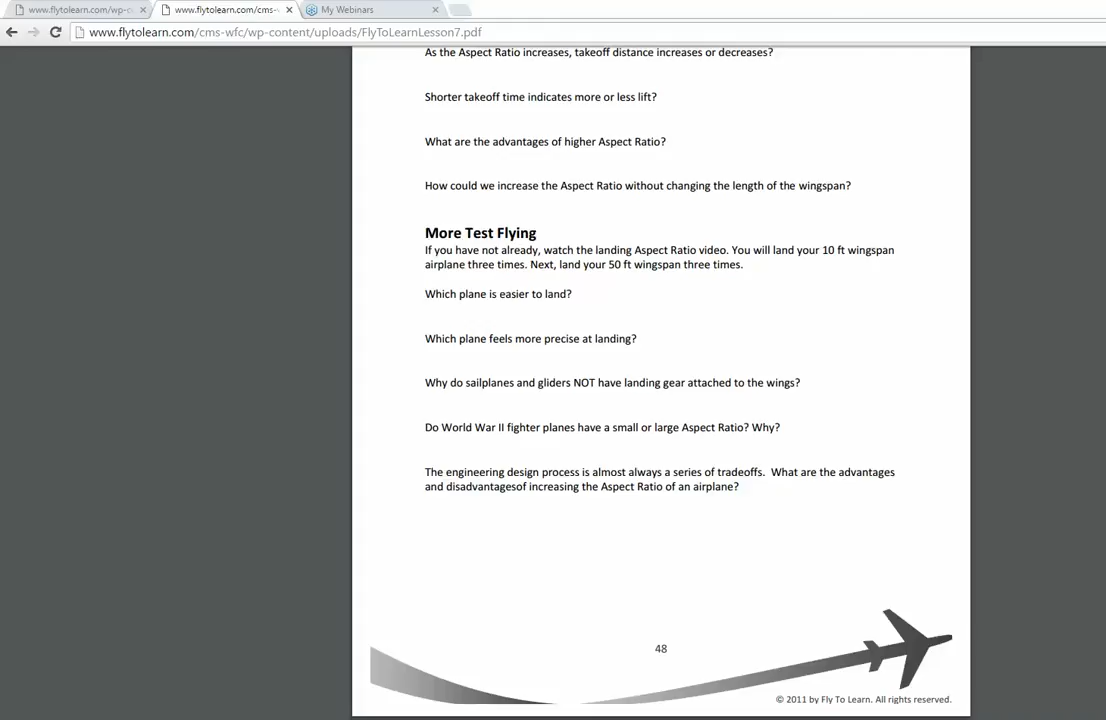 www.flytolearn.com/wp-c
www.flytolearn.com/cms-
My Webinars
www.flytolearn.com/cms-wfc/wp-content/uploads/FlyToLearnLesson7.pdf
As the Aspect Ratio increases, takeoff distance increases or decreases?
Shorter takeoff time indicates more or less lift?
What are the advantages of higher Aspect Ratio?
How could we increase the Aspect Ratio without changing the length of the wingspan?
More Test Flying
If you have not already, watch the landing Aspect Ratio video. You will land your 10 ft wingspan
airplane three times. Next, land your 50 ft wingspan three times.
Which plane is easier to land?
Which plane feels more precise at landing?
Why do sailplanes and gliders NOT have landing gear attached to the wings?
Do World War II fighter planes have a small or large Aspect Ratio? Why?
The engineering design process is almost always a series of tradeoffs. What are the advantages
and disadvantagesof increasing the Aspect Ratio of an airplane?
48
© 2011 by Fly To Learn. All rights reserved.